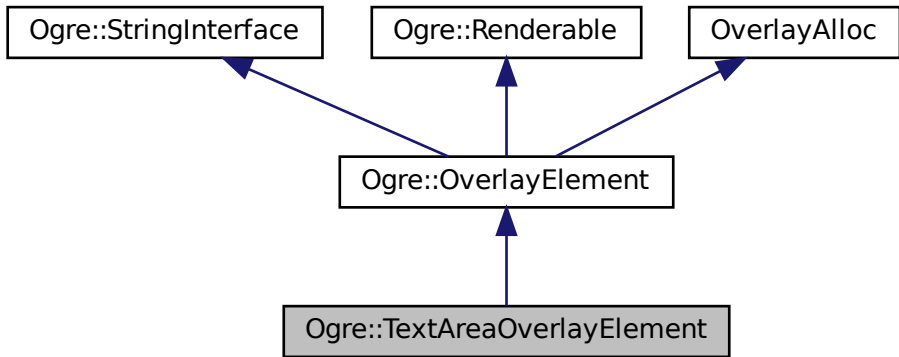 Ogre::StringInterface
Ogre::Renderable
OverlayAlloc
Ogre::OverlayElement
Ogre::TextAreaOverlayElement